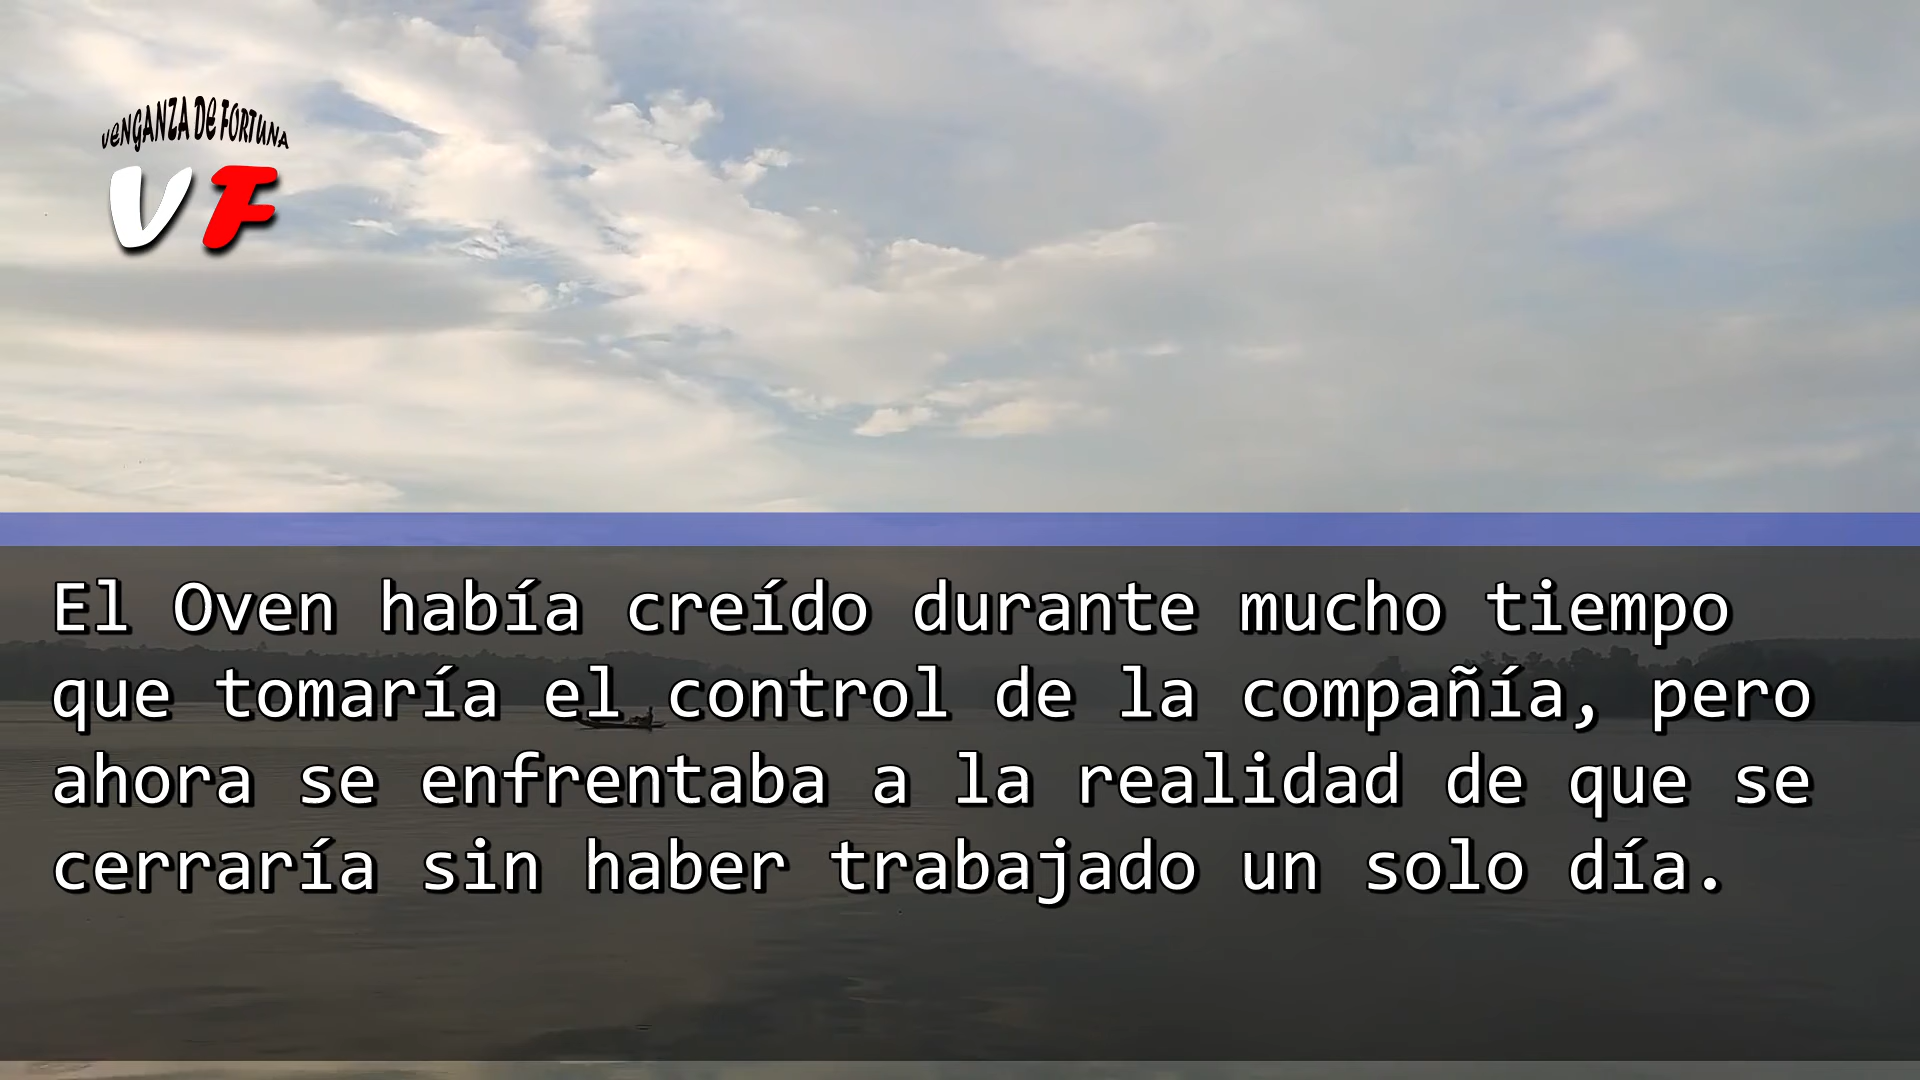 VENGANZA DE FORTUNA
VF
El Oven había creído durante mucho tiempo
que tomaría el control de la compañía, pero
ahora se enfrentaba a la realidad de que se
cerraría sin haber trabajado un solo día.